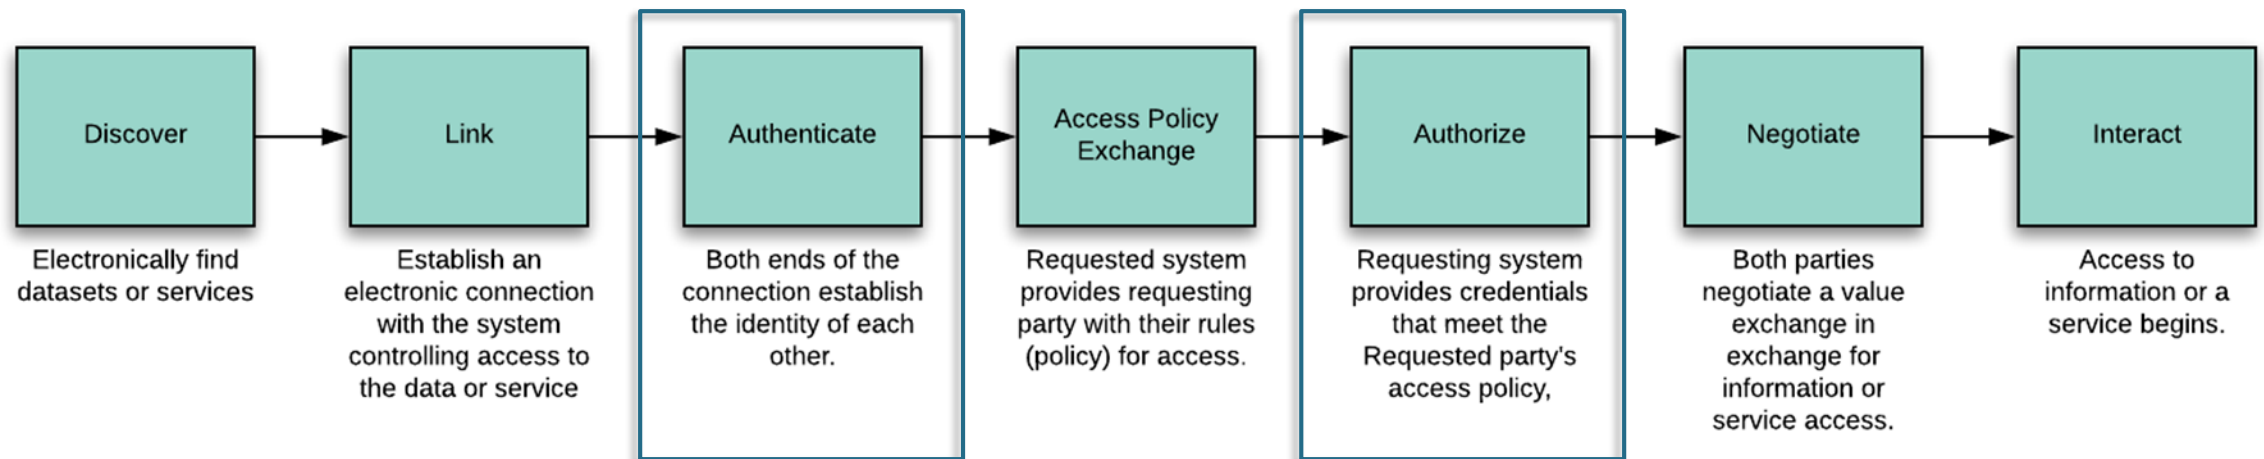 Discover
Link
Authenticate
Access Policy
Exchange
Authorize
Negotiate
Interact
Electronically find
datasets or services
Establish an
electronic connection
with the system
controlling access to
the data or service
Both ends of the
connection establish
the identity of each
other.
Requested system
provides requesting
party with their rules
(policy) for access.
Requesting system
provides credentials
that meet the
Requested party's
access policy,
Both parties
negotiate a value
exchange in
exchange for
information or
service access.
Access to
information or a
service begins.